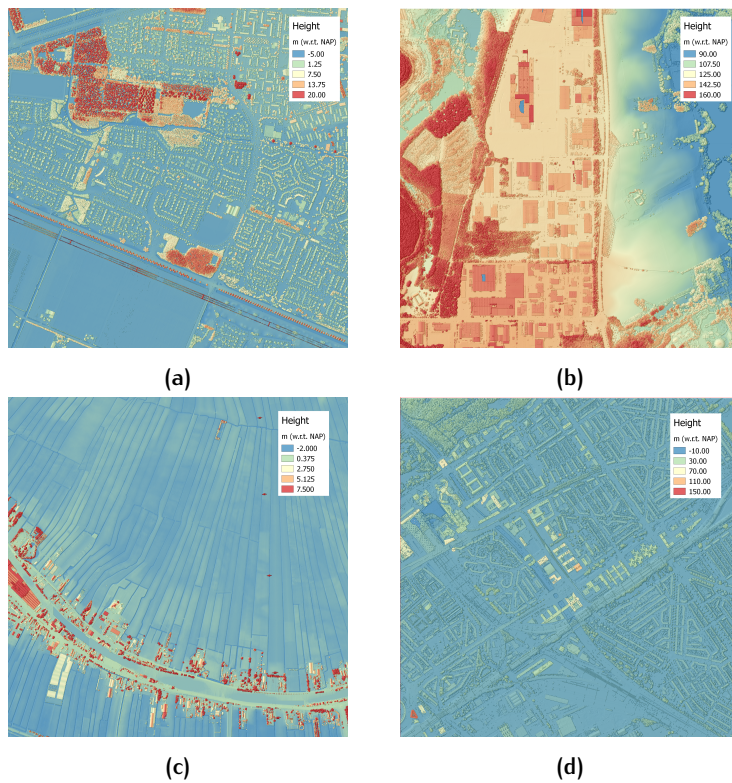 Height
m (w.r.t. NAP)
-5.00
1.25
7.50
13.75
20.00
(a)
Height
m (w.r.t. NAP)
90.00
107.50
125.00
142.50
160.00
(b)
Height
m (w.r.t. NAP)
-2.000
0.375
2.750
5.125
7.500
(c)
Height
m (w.r.t. NAP)
-10.00
30.00
70.00
110.00
150.00
(d)